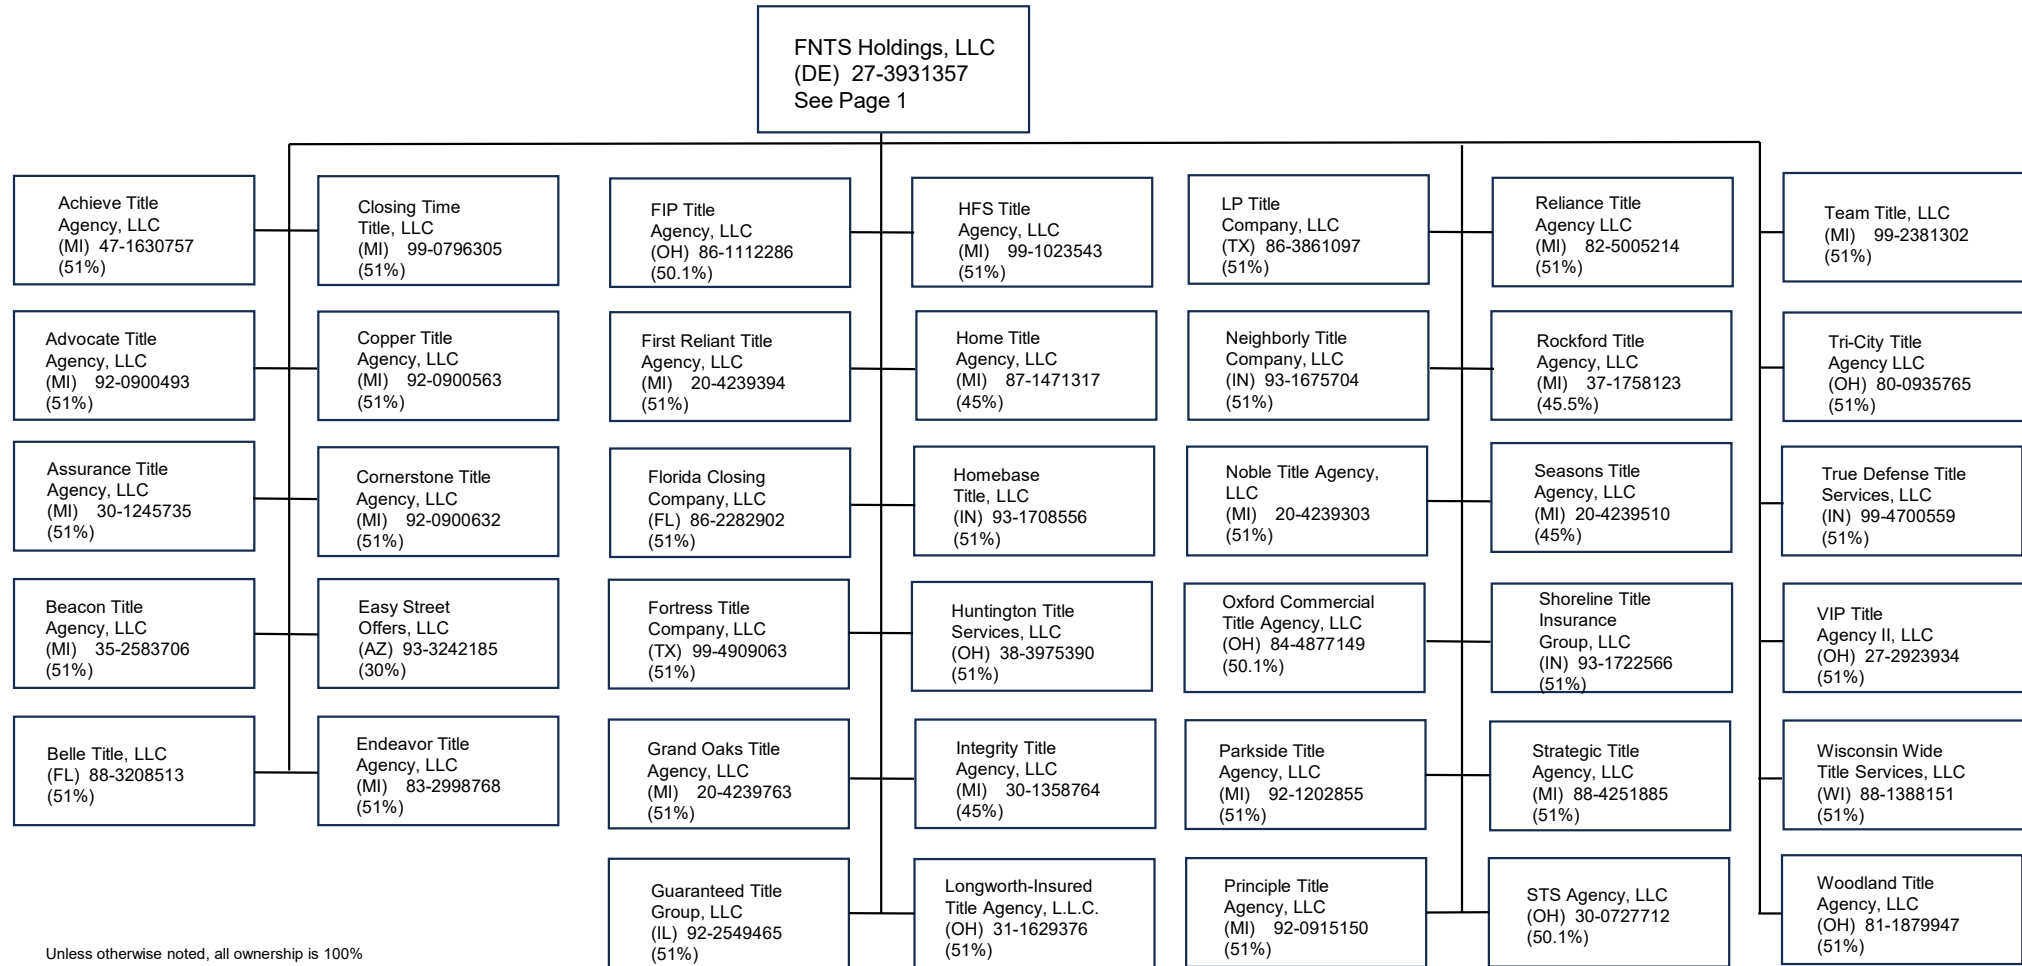 FNTS Holdings, LLC
(DE) 27-3931357
See Page 1
Achieve Title
Agency, LLC
(MI) 47-1630757
(51%)
Closing Time
Title, LLC
(MI) 99-0796305
(51%)
FIP Title
Agency, LLC
(OH) 86-1112286
(50.1%)
HFS Title
Agency, LLC
(MI) 99-1023543
(51%)
LP Title
Company, LLC
(TX) 86-3861097
(51%)
Reliance Title
Agency LLC
(MI) 82-5005214
(51%)
Team Title, LLC
(MI) 99-2381302
(51%)
Advocate Title
Agency, LLC
(MI) 92-0900493
(51%)
Copper Title
Agency, LLC
(MI) 92-0900563
(51%)
First Reliant Title
Agency, LLC
(MI) 20-4239394
(51%)
Home Title
Agency, LLC
(MI) 87-1471317
(45%)
Neighborly Title
Company, LLC
(IN) 93-1675704
(51%)
Rockford Title
Agency, LLC
(MI) 37-1758123
(45.5%)
Tri-City Title
Agency LLC
(OH) 80-0935765
(51%)
Assurance Title
Agency, LLC
(MI) 30-1245735
(51%)
Cornerstone Title
Agency, LLC
(MI) 92-0900632
(51%)
Florida Closing
Company, LLC
(FL) 86-2282902
(51%)
Homebase
Title, LLC
(IN) 93-1708556
(51%)
Noble Title Agency,
LLC
(MI) 20-4239303
(51%)
Seasons Title
Agency, LLC
(MI) 20-4239510
(45%)
True Defense Title
Services, LLC
(IN) 99-4700559
(51%)
Beacon Title
Agency, LLC
(MI) 35-2583706
(51%)
Easy Street
Offers, LLC
(AZ) 93-3242185
(30%)
Fortress Title
Company, LLC
(TX) 99-4909063
(51%)
Huntington Title
Services, LLC
(OH) 38-3975390
(51%)
Oxford Commercial
Title Agency, LLC
(OH) 84-4877149
(50.1%)
Shoreline Title
Insurance
Group, LLC
(IN) 93-1722566
(51%)
VIP Title
Agency II, LLC
(OH) 27-2923934
(51%)
Belle Title, LLC
(FL) 88-3208513
(51%)
Endeavor Title
Agency, LLC
(MI) 83-2998768
(51%)
Grand Oaks Title
Agency, LLC
(MI) 20-4239763
(51%)
Integrity Title
Agency, LLC
(MI) 30-1358764
(45%)
Parkside Title
Agency, LLC
(MI) 92-1202855
(51%)
Strategic Title
Agency, LLC
(MI) 88-4251885
(51%)
Wisconsin Wide
Title Services, LLC
(WI) 88-1388151
(51%)
Guaranteed Title
Group, LLC
(IL) 92-2549465
(51%)
Longworth-Insured
Title Agency, L.L.C.
(OH) 31-1629376
(51%)
Principle Title
Agency, LLC
(MI) 92-0915150
(51%)
STS Agency, LLC
(OH) 30-0727712
(50.1%)
Woodland Title
Agency, LLC
(OH) 81-1879947
(51%)
Unless otherwise noted, all ownership is 100%